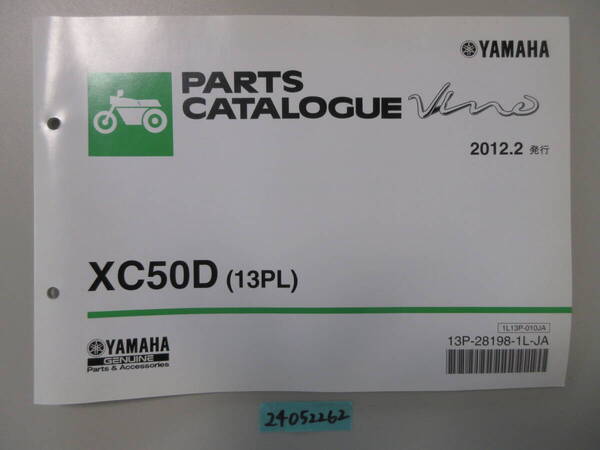 YAMAHA
PARTS
CATALOGUE Vino
2012.2 発行
XC50D (13PL)
1L13P-010JA
YAMAHA
GENUINE
Parts & Accessories
13P-28198-1L-JA
24052262